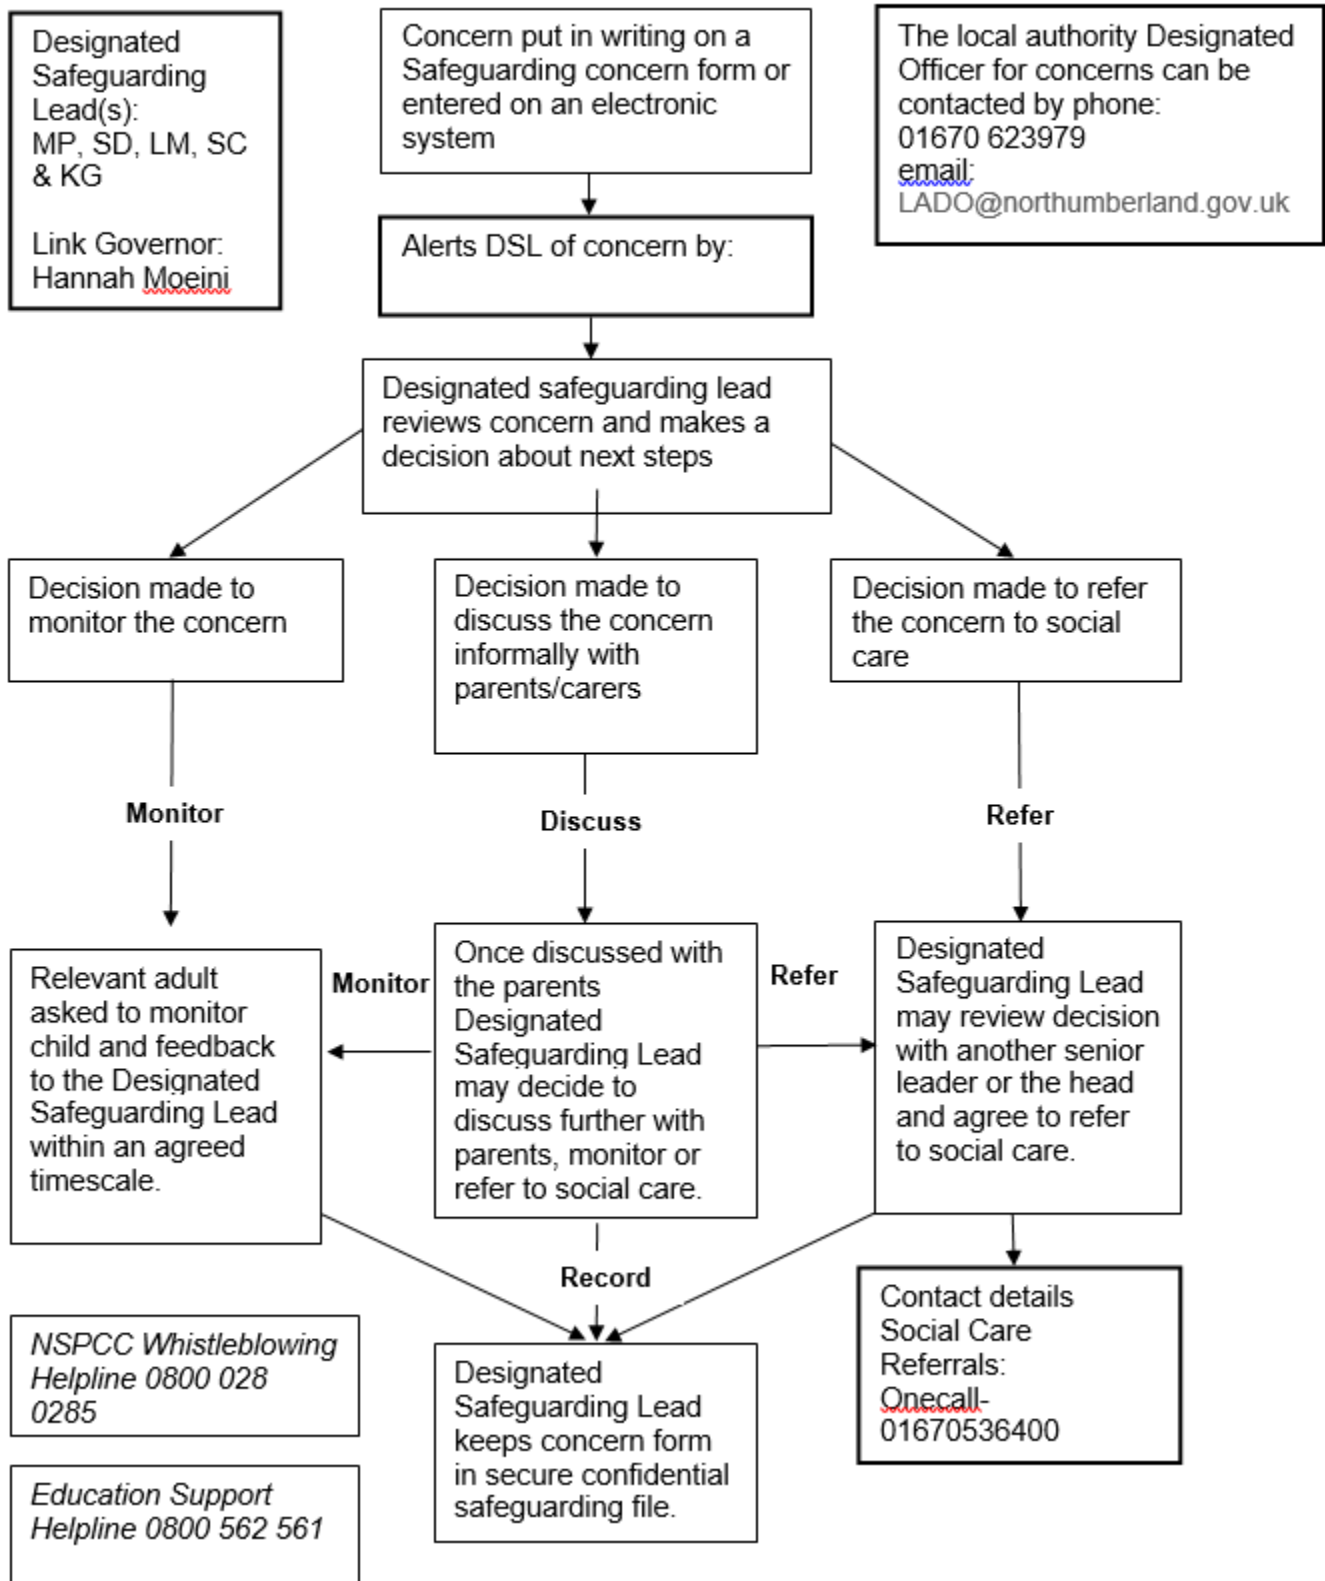 Designated
Safeguarding
Lead(s):
MP, SD, LM, SC
& KG
Link Governor:
Hannah Moeini
Concern put in writing on a
Safeguarding concern form or
entered on an electronic
system
The local authority Designated
Officer for concerns can be
contacted by phone:
01670 623979
email:
LADO@northumberland.gov.uk
Alerts DSL of concern by:
Designated safeguarding lead
reviews concern and makes a
decision about next steps
Decision made to
monitor the concern
Decision made to
discuss the concern
informally with
parents/carers
Decision made to refer
the concern to social
care
Monitor
Discuss
Refer
Relevant adult
asked to monitor
child and feedback
to the Designated
Safeguarding Lead
within an agreed
timescale.
Monitor
Once discussed with
the parents
Designated
Safeguarding Lead
may decide to
discuss further with
parents, monitor or
refer to social care.
Refer
Designated
Safeguarding Lead
may review decision
with another senior
leader or the head
and agree to refer
to social care.
Record
NSPCC Whistleblowing
Helpline 0800 028
0285
Education Support
Helpline 0800 562 561
Designated
Safeguarding Lead
keeps concern form
in secure confidential
safeguarding file.
Contact details
Social Care
Referrals:
Onecall-
01670536400